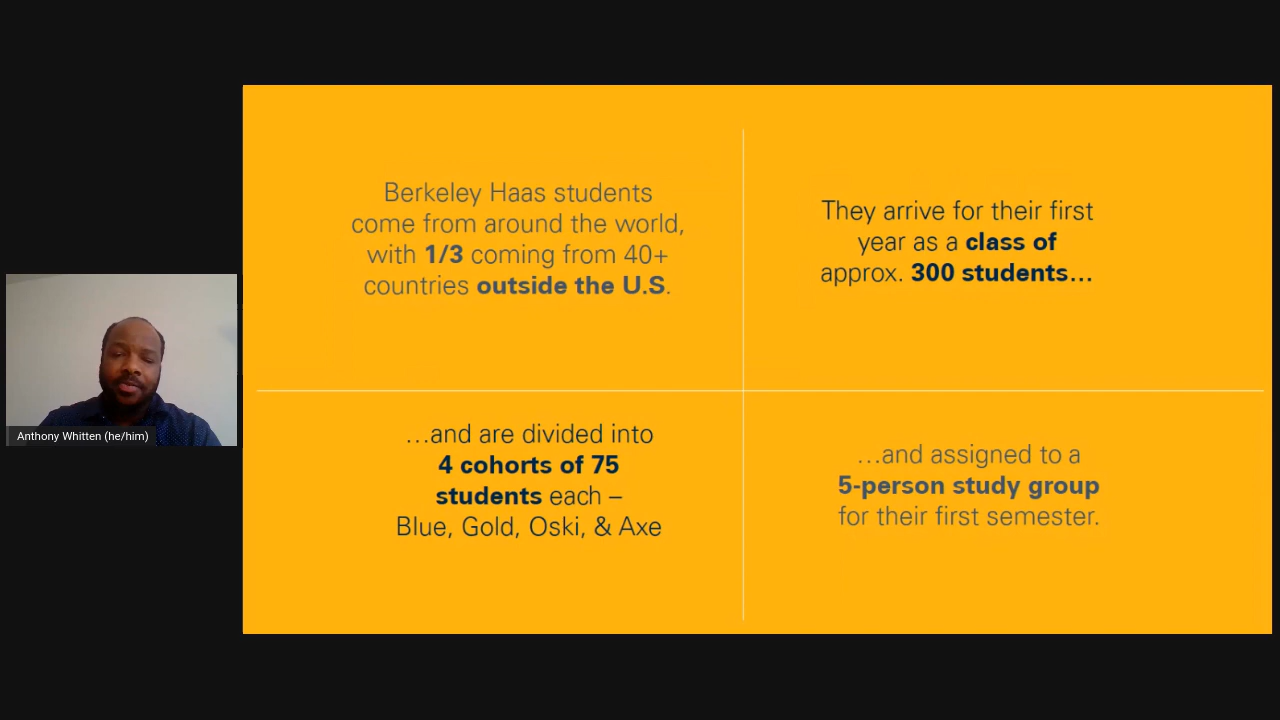 Berkeley Haas students
come from around the world,
with 1/3 coming from 40+
countries outside the U.S.
They arrive for their first
year as a class of
approx. 300 students…
…and are divided into
4 cohorts of 75
students each –
Blue, Gold, Oski, & Axe
…and assigned to a
5-person study group
for their first semester.
Anthony Whitten (he/him)